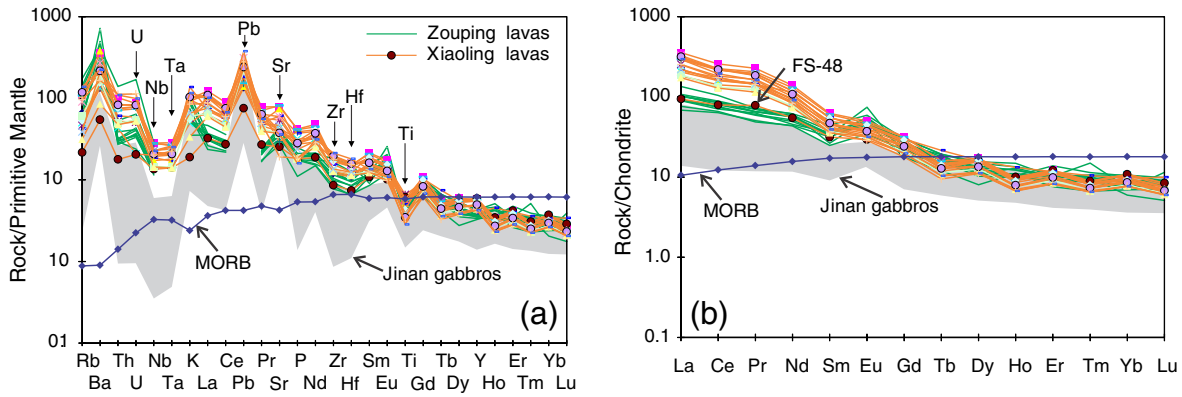 Rock/Primitive Mantle
1000
100
10
10
01
U
Nb
Ta
Pb
Sr
Zr
Hf
Ti
Zouping lavas
Xiaoling lavas
MORB
Jinan gabbros
(a)
Rb Th Nb K Ce Pr P Zr Sm Ti Tb Y Er Yb
Ba U Ta La Pb Sr Nd Hf Eu Gd Dy Ho Tm Lu
Rock/Chondrite
1000
100
10
1.0
0.1
FS-48
MORB
Jinan gabbros
(b)
La Ce Pr Nd Sm Eu Gd Tb Dy Ho Er Tm Yb Lu